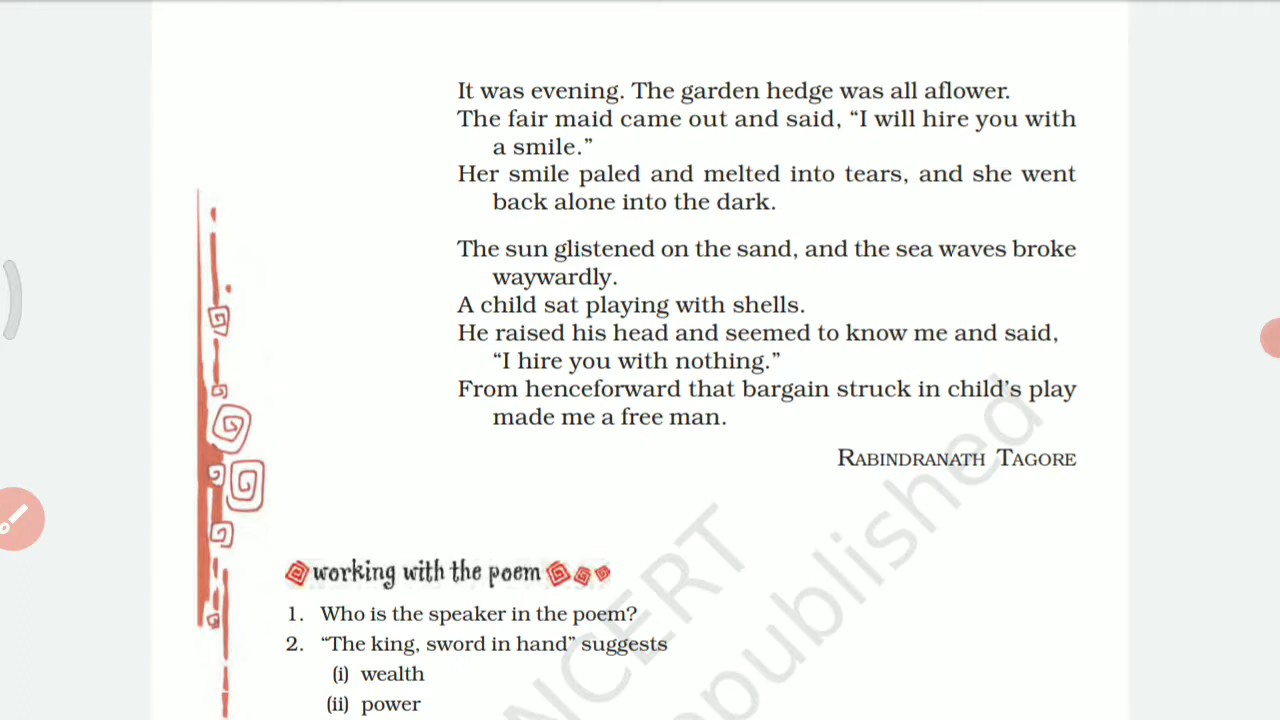 It was evening. The garden hedge was all aflower.
The fair maid came out and said, “I will hire you with
a smile.”
Her smile paled and melted into tears, and she went
back alone into the dark.
The sun glistened on the sand, and the sea waves broke
waywardly.
A child sat playing with shells.
He raised his head and seemed to know me and said,
“I hire you with nothing.”
From henceforward that bargain struck in child’s play
made me a free man.
RABINDRANATH TAGORE
working with the poem
1. Who is the speaker in the poem?
2. “The king, sword in hand” suggests
(i) wealth
(ii) power
NCERT
republished